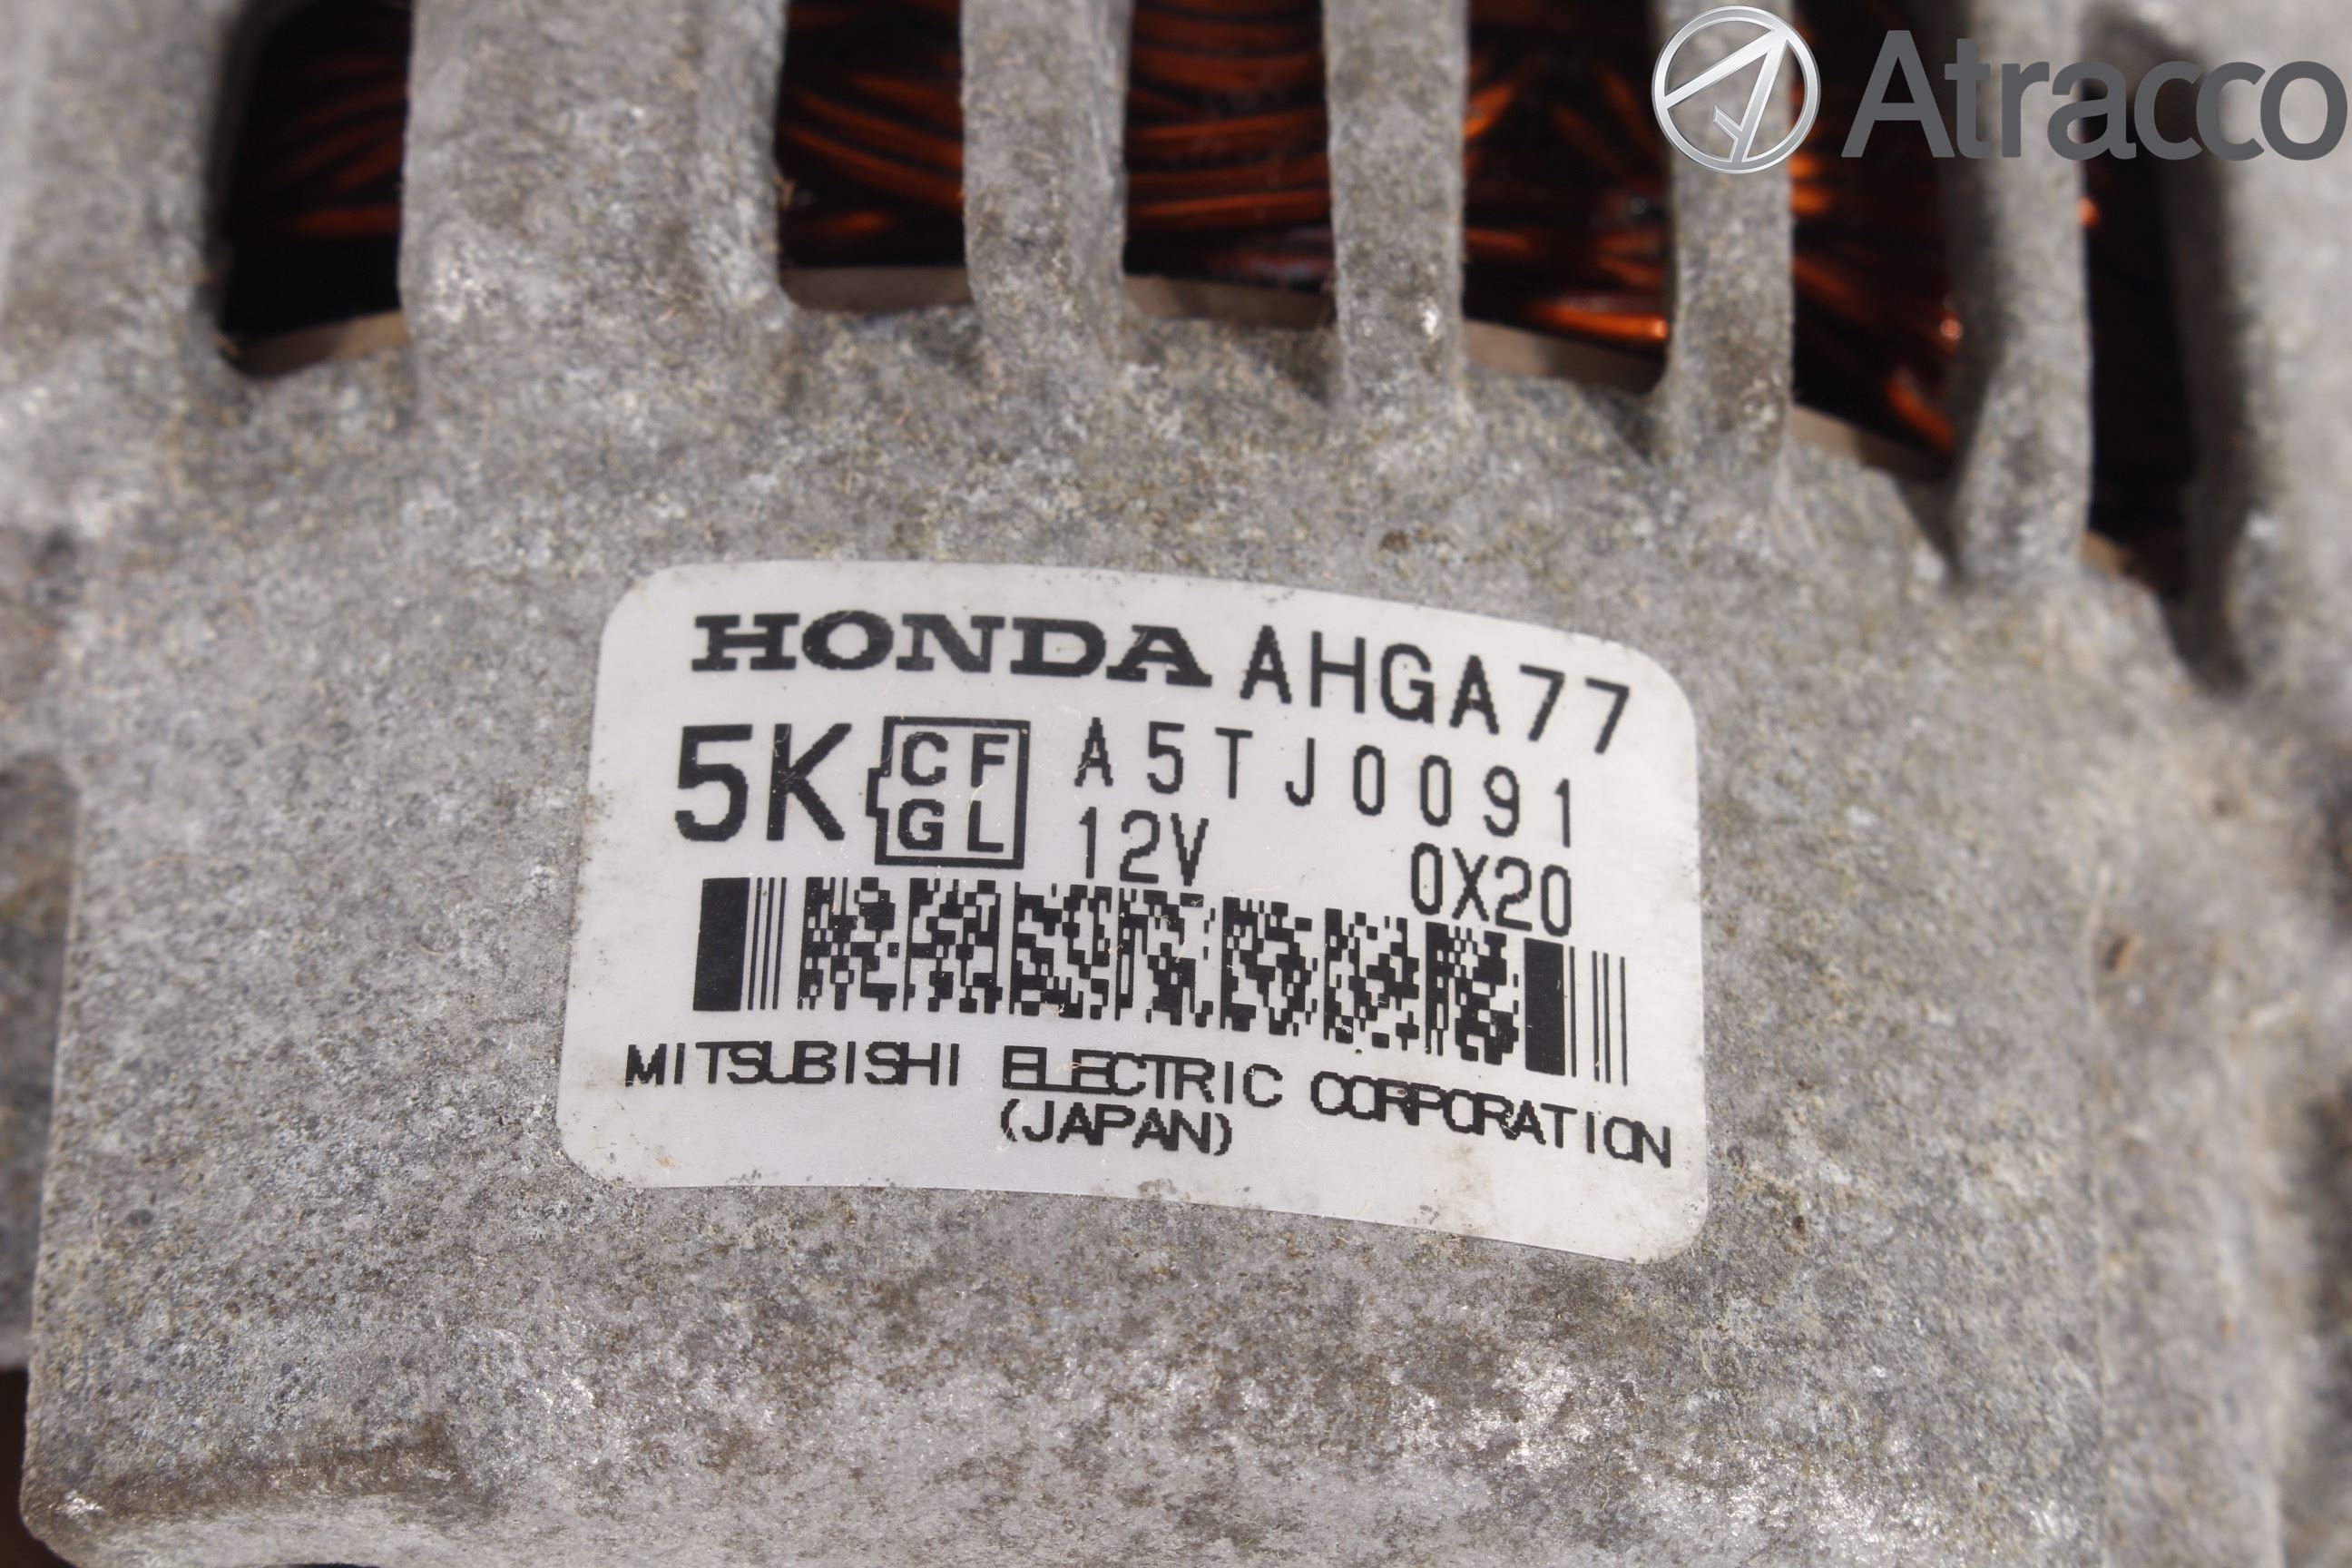 Atracco
HONDA AHGA77
5K CF GL A5TJ0091
12V 0X20
MITSUBISHI ELECTRIC CORPORATION
(JAPAN)